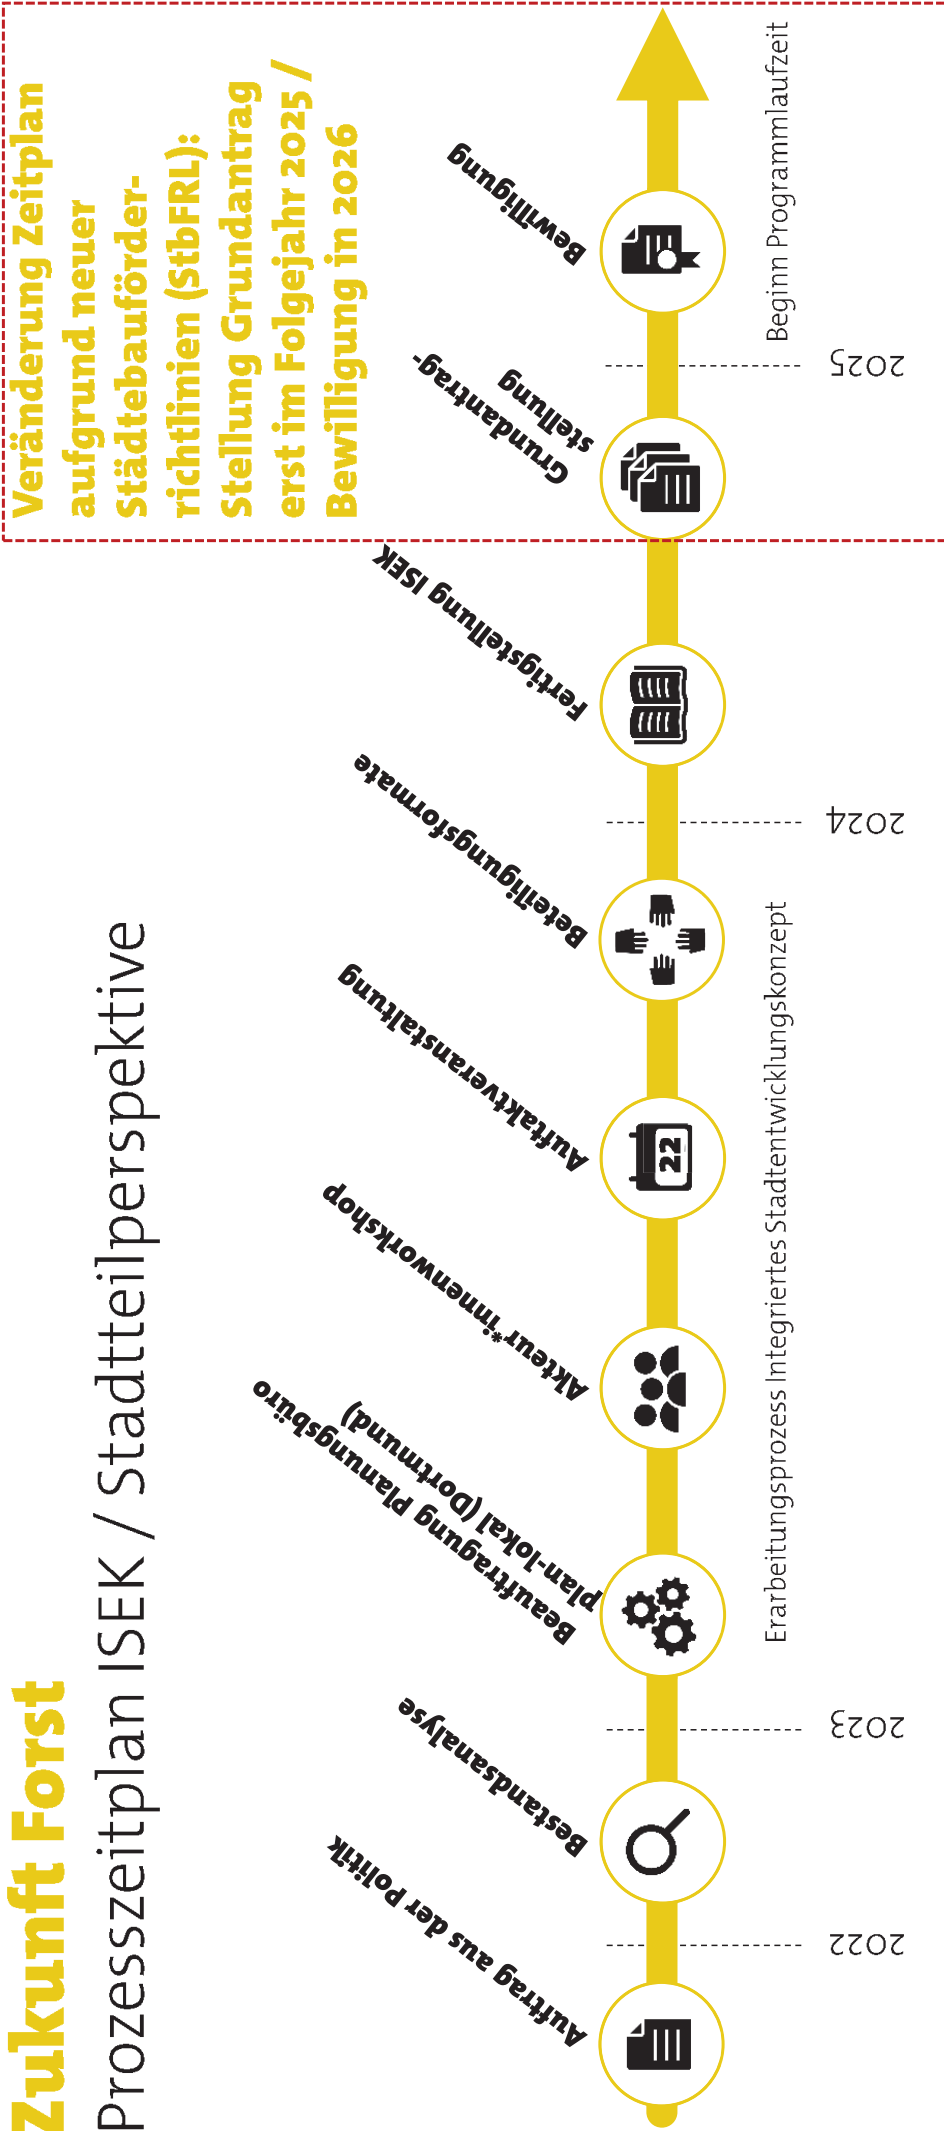 Zukunft Forst
Prozesszeitplan ISEK / Stadtteilperspektive
Veränderung Zeitplan
aufgrund neuer
Städtebauförder-
richtlinien (StbFRL):
Stellung Grundantrag
erst im Folgejahr 2025 /
Bewilligung in 2026
Auftrag aus der Politik
Bestandsanalyse
Beauftragung Planungsbüro
plan-lokal (Dortmund)
Akteur*innenworkshop
Auftaktveranstaltung
Beteiligungsformate
Fertigstellung ISEK
Grundantrag-
stellung
Bewilligung
22
Erarbeitungsprozess Integriertes Stadtentwicklungskonzept
Beginn Programmlaufzeit
2022
2023
2024
2025